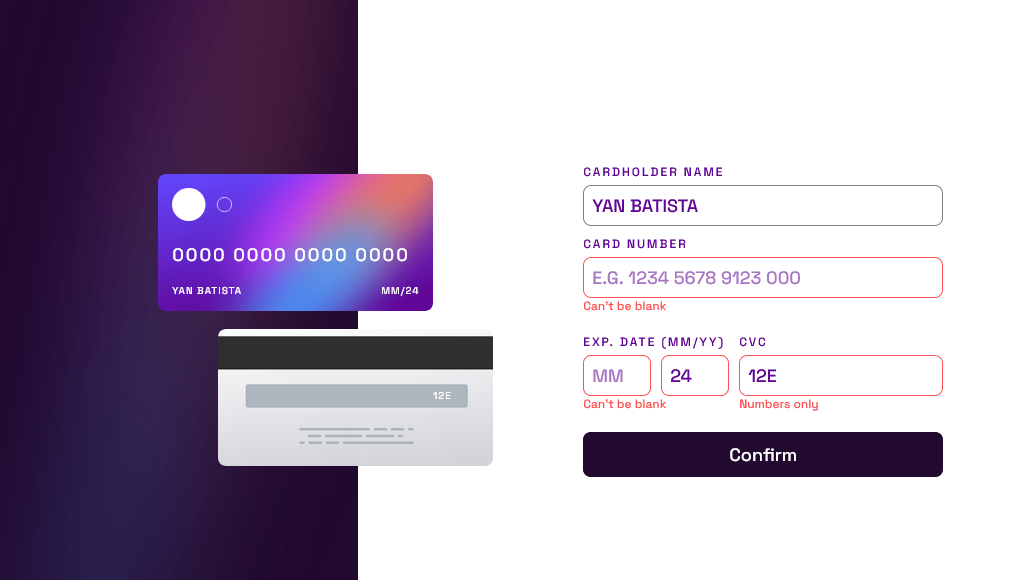 0000 0000 0000 0000
YAN BATISTA MM/24
12E
CARDHOLDER NAME
YAN BATISTA
CARD NUMBER
E.G. 1234 5678 9123 000
Can't be blank
EXP. DATE (MM/YY) CVC
MM 24 12E
Can't be blank Numbers only
Confirm